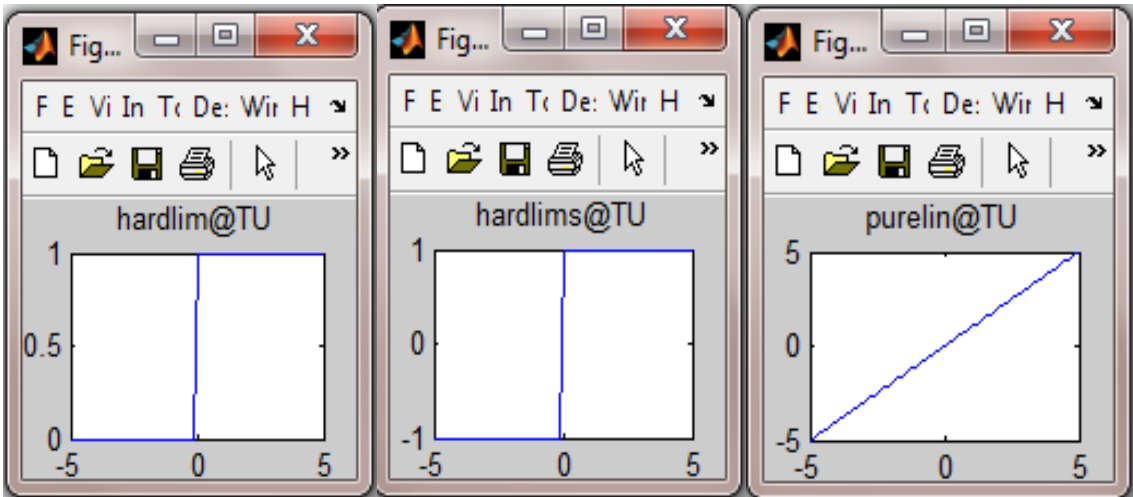 Fig...
F E Vi In Tc De: Wir H
»
hardlim@TU
1
0.5
0
-5 0 5
Fig...
F E Vi In Tc De: Wir H
»
hardlims@TU
1
0
-1
-5 0 5
Fig...
F E Vi In Tc De: Wir H
»
purelin@TU
5
0
-5
-5 0 5